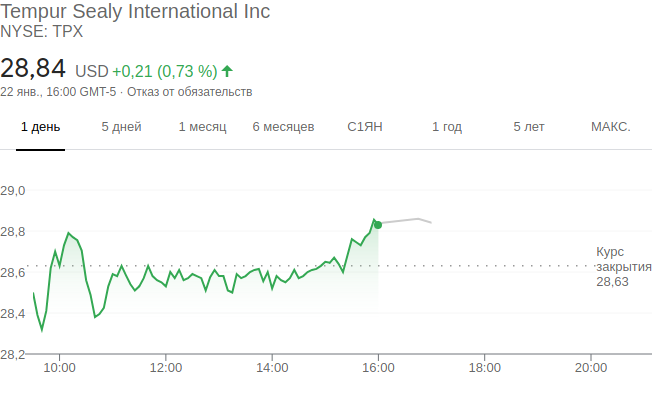 Tempur Sealy International Inc
NYSE: TPX
28,84 USD +0,21 (0,73 %)
22 янв., 16:00 GMT-5 · Отказ от обязательств
1 день 5 дней 1 месяц 6 месяцев С1ЯН 1 год 5 лет МАКС.
29,0
28,8
28,6
28,4
28,2
Курс
закрытия
28,63
10:00 12:00 14:00 16:00 18:00 20:00